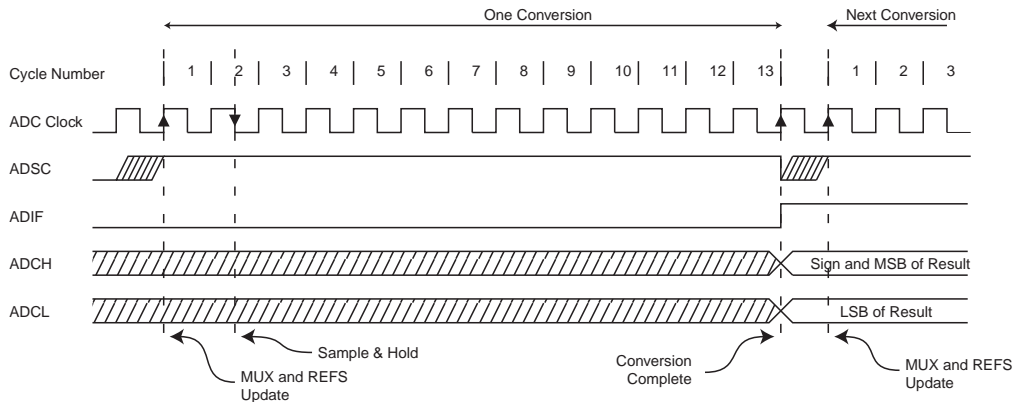 One Conversion Next Conversion
Cycle Number 1 2 3 4 5 6 7 8 9 10 11 12 13 1 2 3
ADC Clock
ADSC
ADIF
ADCH Sign and MSB of Result
ADCL LSB of Result
Sample & Hold
MUX and REFS
Update
Conversion
Complete
MUX and REFS
Update